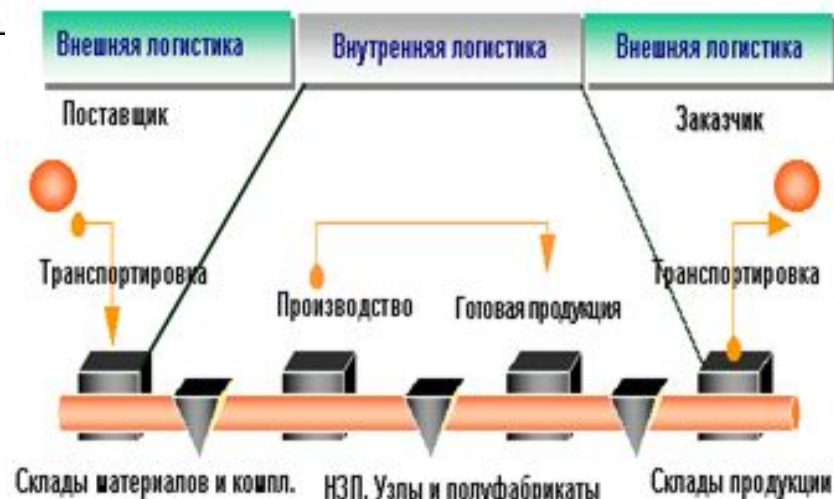 Внешняя логистика
Внутренняя логистика
Внешняя логистика
Поставщик
Заказчик
Транспортировка
Транспортировка
Производство
Готовая продукция
Склады материалов и компл.
НЗП. Узлы и полуфабрикаты
Склады продукции